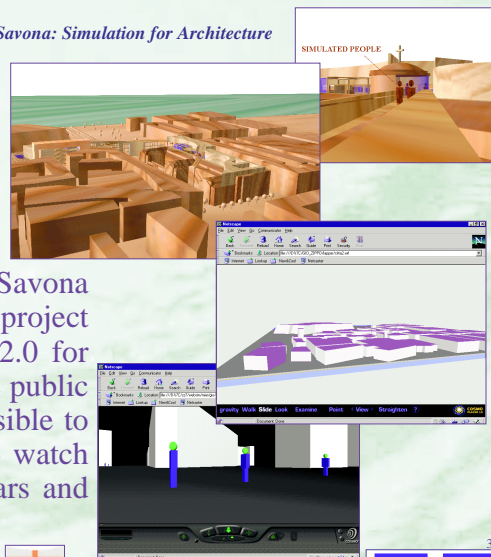 Savona: Simulation for Architecture
SIMULATED PEOPLE
Netscape
File Edit View Go Communicator Help
Back Reload Home Search Guide Print Security
Bookmarks Location
Internet Lookup New&Cool Netcaster
gravity Walk Slide Look Examine Point View Straighten ?
COSMO
Document: Done
Savona
project
2.0 for
public
sible to
watch
ars and
Netscape
File Edit View Go Communicator Help
Back Reload Home Search Guide Print
Bookmarks Location
Internet Lookup New&Cool Netcaster
COSMO
3